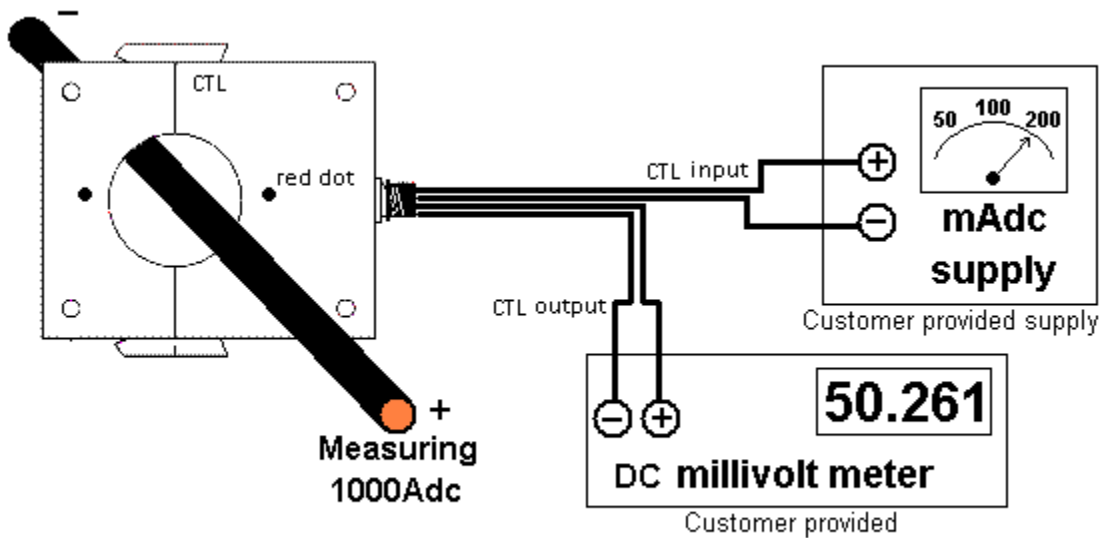 −
CTL
red dot
CTL input
50 100 200
+
−
mAdc
supply
Customer provided supply
CTL output
− +
50.261
DC millivolt meter
Customer provided
+
Measuring
1000Adc